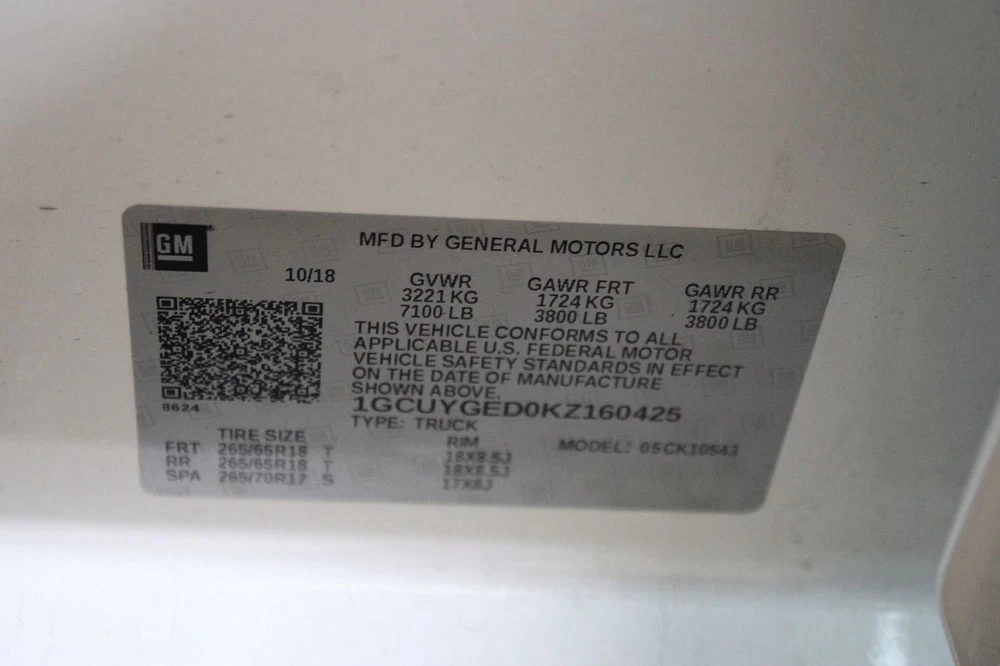 GM
MFD BY GENERAL MOTORS LLC
10/18
GVWR GAWR FRT GAWR RR
3221 KG 1724 KG 1724 KG
7100 LB 3800 LB 3800 LB
THIS VEHICLE CONFORMS TO ALL
APPLICABLE U.S. FEDERAL MOTOR
VEHICLE SAFETY STANDARDS IN EFFECT
ON THE DATE OF MANUFACTURE
SHOWN ABOVE.
8624
1GCUYGED0KZ160425
TYPE: TRUCK
TIRE SIZE RIM MODEL: 05CK10543
FRT 265/65R18 T 18X8.5J
RR 265/65R18 T 18X8.5J
SPA 265/70R17 S 17X8J